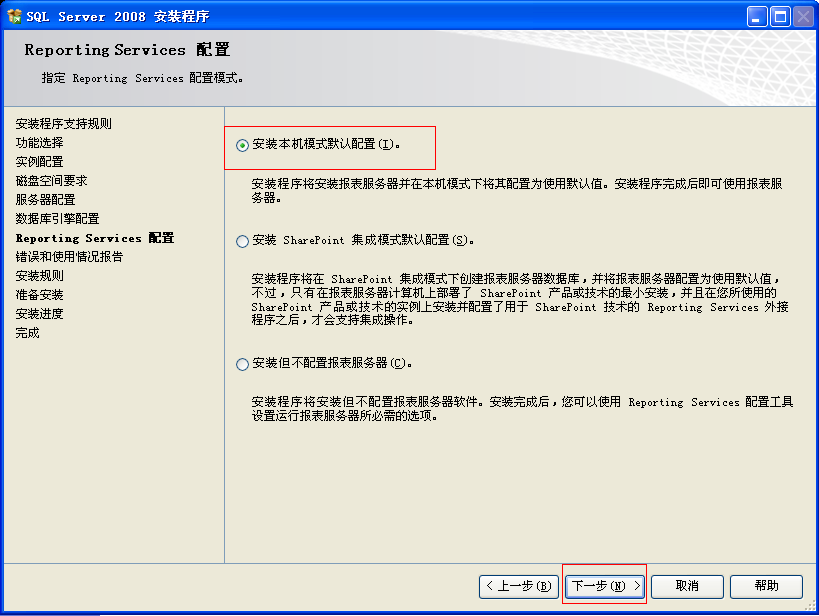 SQL Server 2008 安装程序
Reporting Services 配置
指定 Reporting Services 配置模式。
安装程序支持规则
功能选择
实例配置
磁盘空间要求
服务器配置
数据库引擎配置
Reporting Services 配置
错误和使用情况报告
安装规则
准备安装
安装进度
完成
安装本机模式默认配置(I)。
安装程序将安装报表服务器并在本机模式下将其配置为使用默认值。安装程序完成后即可使用报表服
务器。
安装 SharePoint 集成模式默认配置(S)。
安装程序将在 SharePoint 集成模式下创建报表服务器数据库，并将报表服务器配置为使用默认值，
不过，只有在报表服务器计算机上部署了 SharePoint 产品或技术的最小安装，并且在您所使用的
SharePoint 产品或技术的实例上安装并配置了用于 SharePoint 技术的 Reporting Services 外接
程序之后，才会支持集成操作。
安装但不配置报表服务器(C)。
安装程序将安装但不配置报表服务器软件。安装完成后，您可以使用 Reporting Services 配置工具
设置运行报表服务器所必需的选项。
< 上一步(B)
下一步(N) >
取消
帮助